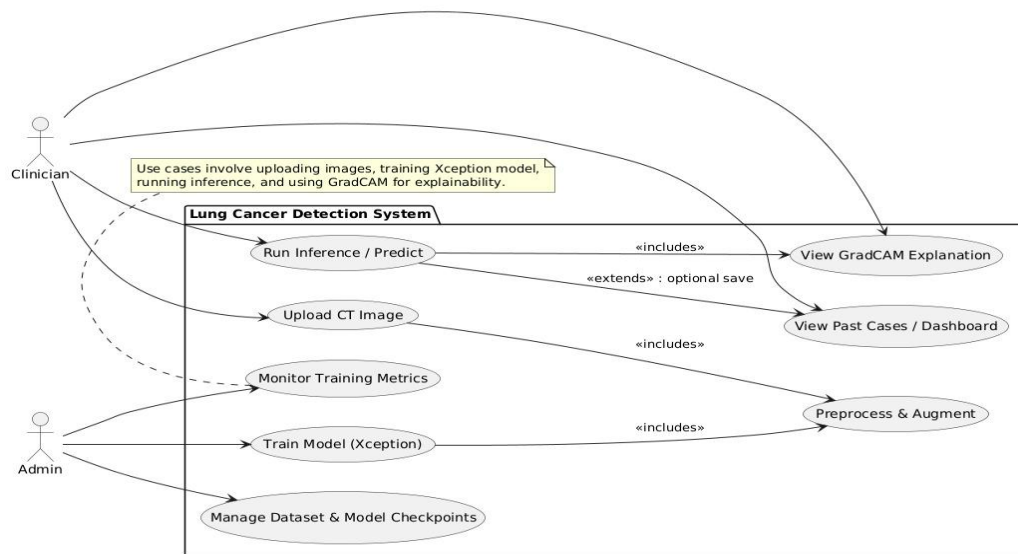 Clinician
Use cases involve uploading images, training Xception model,
running inference, and using GradCAM for explainability.
Lung Cancer Detection System
Run Inference / Predict
«includes»
View GradCAM Explanation
«extends» : optional save
Upload CT Image
View Past Cases / Dashboard
«includes»
Monitor Training Metrics
Preprocess & Augment
«includes»
Train Model (Xception)
Admin
Manage Dataset & Model Checkpoints